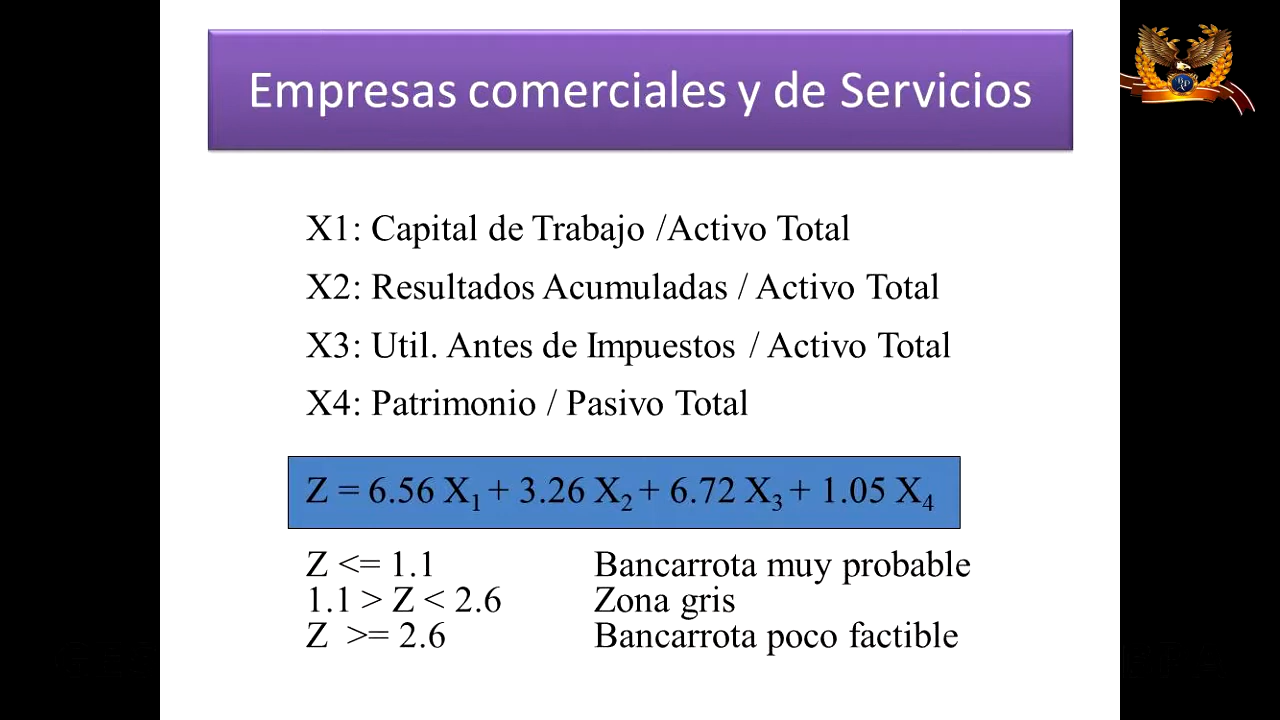 Empresas comerciales y de Servicios
X1: Capital de Trabajo /Activo Total
X2: Resultados Acumuladas / Activo Total
X3: Util. Antes de Impuestos / Activo Total
X4: Patrimonio / Pasivo Total
Z = 6.56 X₁ + 3.26 X₂ + 6.72 X₃ + 1.05 X₄
Z <= 1.1 Bancarrota muy probable
1.1 > Z < 2.6 Zona gris
Z >= 2.6 Bancarrota poco factible